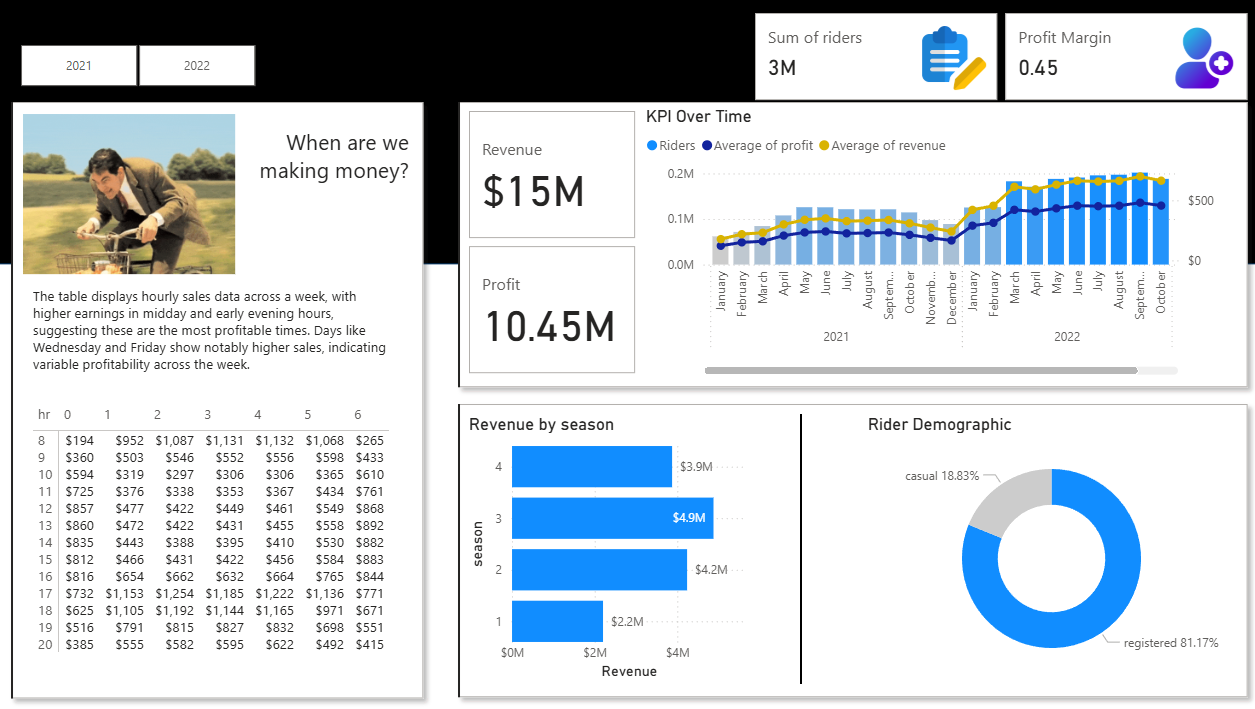 2021
2022
Sum of riders
3M
Profit Margin
0.45
When are we
making money?
The table displays hourly sales data across a week, with
higher earnings in midday and early evening hours,
suggesting these are the most profitable times. Days like
Wednesday and Friday show notably higher sales, indicating
variable profitability across the week.
hr 0 1 2 3 4 5 6
8 $194 $952 $1,087 $1,131 $1,132 $1,068 $265
9 $360 $503 $546 $552 $556 $598 $433
10 $594 $319 $297 $306 $306 $365 $610
11 $725 $376 $338 $353 $367 $434 $761
12 $857 $477 $422 $449 $461 $549 $868
13 $860 $472 $422 $431 $455 $558 $892
14 $835 $443 $388 $395 $410 $530 $882
15 $812 $466 $431 $422 $456 $584 $883
16 $816 $654 $662 $632 $664 $765 $844
17 $732 $1,153 $1,254 $1,185 $1,222 $1,136 $771
18 $625 $1,105 $1,192 $1,144 $1,165 $971 $671
19 $516 $791 $815 $827 $832 $698 $551
20 $385 $555 $582 $595 $622 $492 $415
Revenue
$15M
Profit
10.45M
KPI Over Time
Riders Average of profit Average of revenue
0.2M
0.1M
0.0M
$500
$0
January
February
March
April
May
June
July
August
Septem...
October
Novemb...
December
January
February
March
April
May
June
July
August
Septem...
October
2021
2022
Revenue by season
season
4
$3.9M
3
$4.9M
2
$4.2M
1
$2.2M
$0M $2M $4M
Revenue
Rider Demographic
casual 18.83%
registered 81.17%